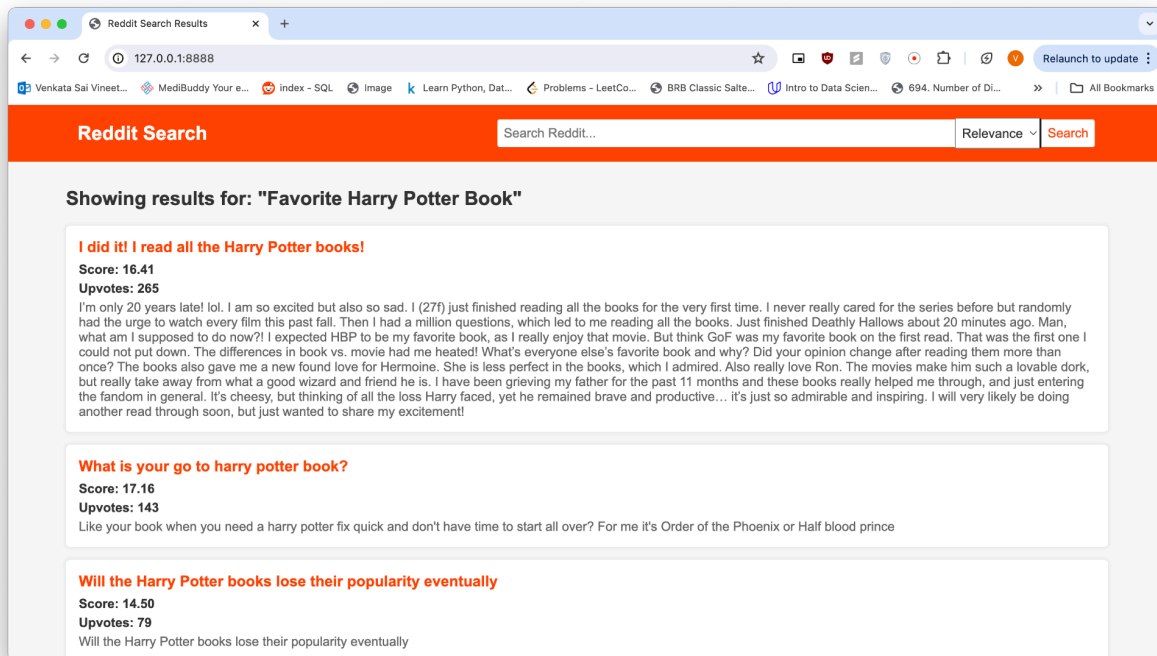 Reddit Search Results
127.0.0.1:8888
V
Relaunch to update
Venkata Sai Vineet...
MediBuddy Your e...
index - SQL
Image
Learn Python, Dat...
Problems - LeetCo...
BRB Classic Salte...
Intro to Data Scien...
694. Number of Di...
All Bookmarks
Reddit Search
Search Reddit...
Relevance
Search
Showing results for: "Favorite Harry Potter Book"
I did it! I read all the Harry Potter books!
Score: 16.41
Upvotes: 265
I'm only 20 years late! lol. I am so excited but also so sad. I (27f) just finished reading all the books for the very first time. I never really cared for the series before but randomly
had the urge to watch every film this past fall. Then I had a million questions, which led to me reading all the books. Just finished Deathly Hallows about 20 minutes ago. Man,
what am I supposed to do now?! I expected HBP to be my favorite book, as I really enjoy that movie. But think GoF was my favorite book on the first read. That was the first one I
could not put down. The differences in book vs. movie had me heated! What's everyone else's favorite book and why? Did your opinion change after reading them more than
once? The books also gave me a new found love for Hermoine. She is less perfect in the books, which I admired. Also really love Ron. The movies make him such a lovable dork,
but really take away from what a good wizard and friend he is. I have been grieving my father for the past 11 months and these books really helped me through, and just entering
the fandom in general. It's cheesy, but thinking of all the loss Harry faced, yet he remained brave and productive… it's just so admirable and inspiring. I will very likely be doing
another read through soon, but just wanted to share my excitement!
What is your go to harry potter book?
Score: 17.16
Upvotes: 143
Like your book when you need a harry potter fix quick and don't have time to start all over? For me it's Order of the Phoenix or Half blood prince
Will the Harry Potter books lose their popularity eventually
Score: 14.50
Upvotes: 79
Will the Harry Potter books lose their popularity eventually